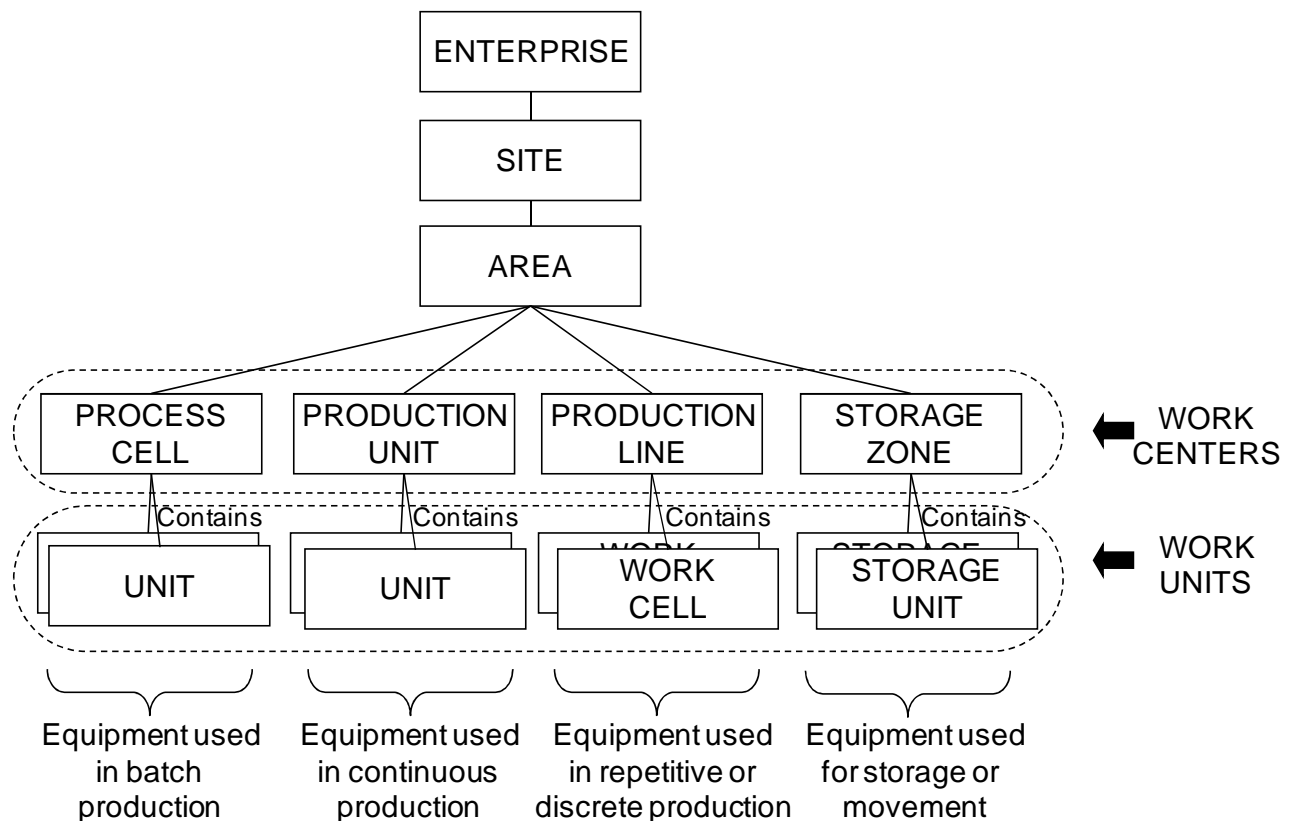 ENTERPRISE
SITE
AREA
PROCESS
CELL
PRODUCTION
UNIT
PRODUCTION
LINE
STORAGE
ZONE
WORK
CENTERS
Contains
Contains
Contains
Contains
UNIT
UNIT
WORK
WORK
CELL
STORAGE
STORAGE
UNIT
WORK
UNITS
Equipment used
in batch
production
Equipment used
in continuous
production
Equipment used
in repetitive or
discrete production
Equipment used
for storage or
movement